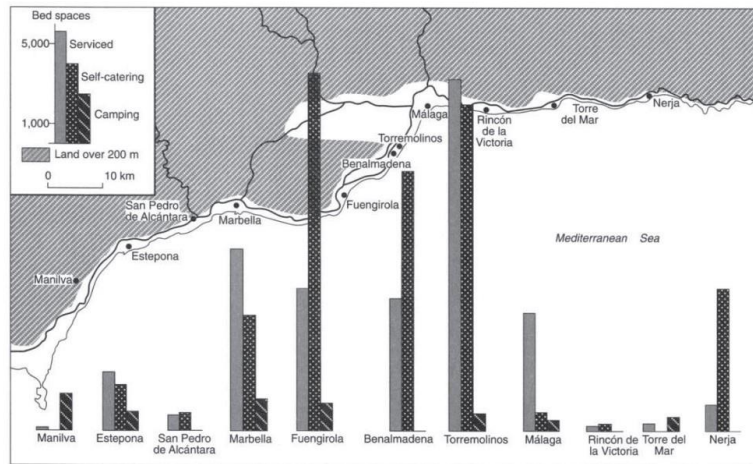 Bed spaces
5,000
Serviced
Self-catering
1,000
Camping
Land over 200 m
0 10 km
Málaga
Rincón
de la
Victoria
Torre
del Mar
Nerja
Torremolinos
Benalmadena
Fuengirola
San Pedro
de Alcántara
Marbella
Estepona
Manilva
Mediterranean Sea
Manilva
Estepona
San Pedro
de Alcántara
Marbella
Fuengirola
Benalmadena
Torremolinos
Málaga
Rincón de
la Victoria
Torre del
Mar
Nerja